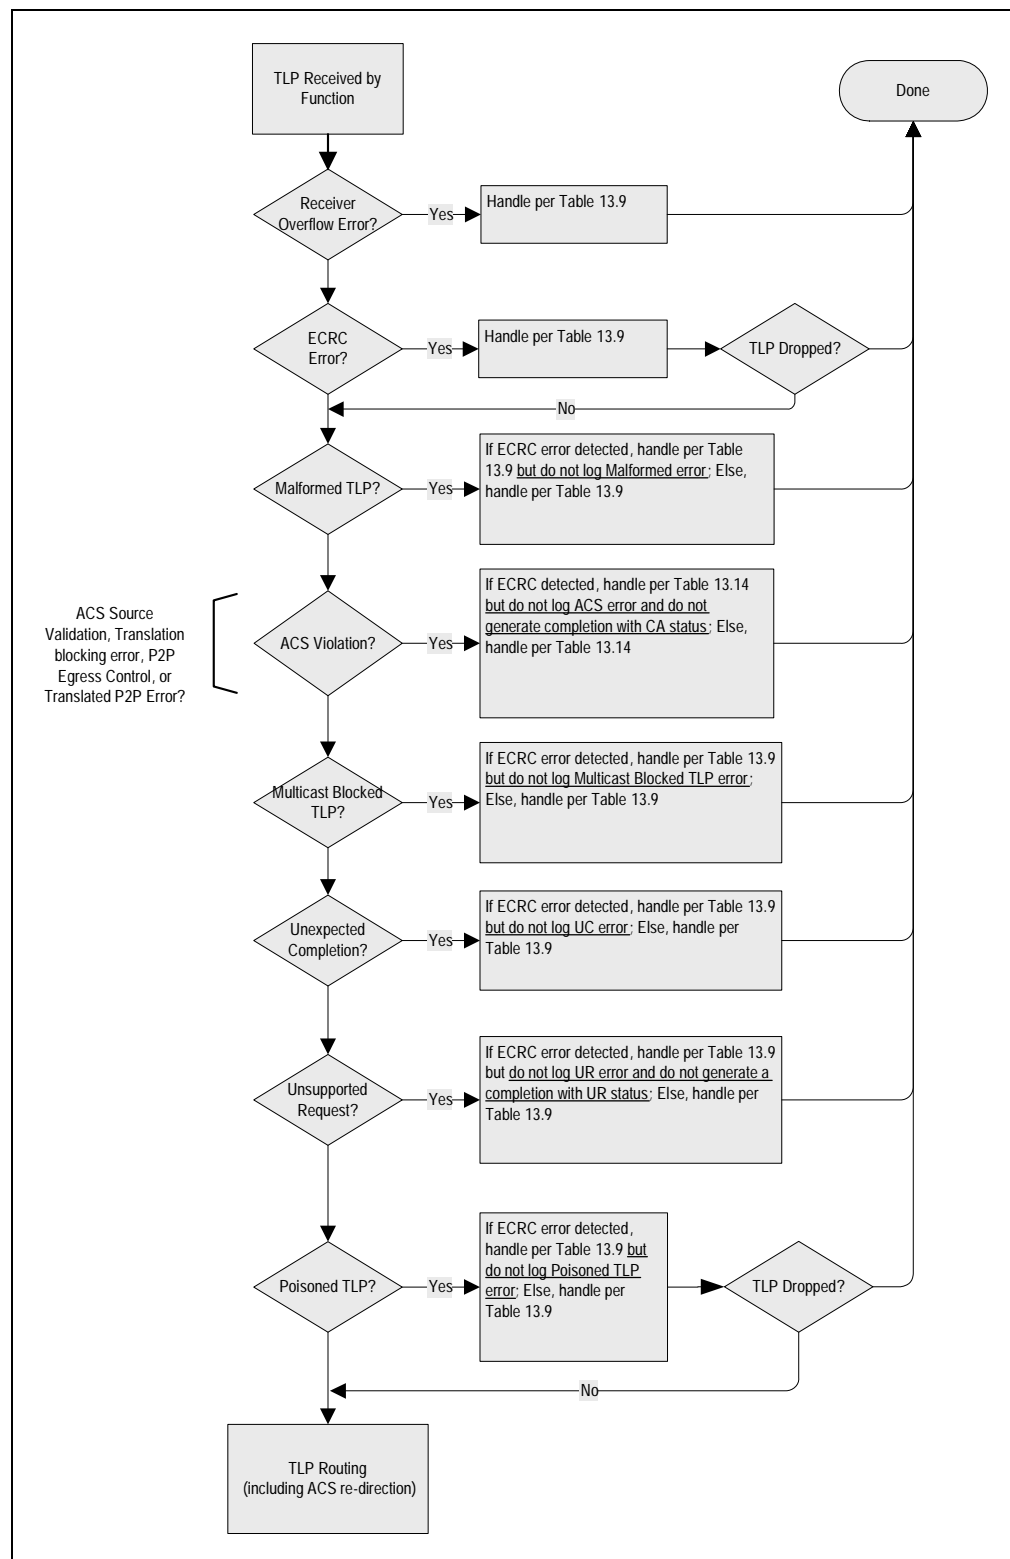 TLP Received by
Function
Done
Receiver
Overflow Error?
Yes
Handle per Table 13.9
ECRC
Error?
Yes
Handle per Table 13.9
TLP Dropped?
No
Malformed TLP?
Yes
If ECRC error detected, handle per Table
13.9 but do not log Malformed error; Else,
handle per Table 13.9
ACS Source
Validation, Translation
blocking error, P2P
Egress Control, or
Translated P2P Error?
ACS Violation?
Yes
If ECRC detected, handle per Table 13.14
but do not log ACS error and do not
generate completion with CA status; Else,
handle per Table 13.14
Multicast Blocked
TLP?
Yes
If ECRC error detected, handle per Table 13.9
but do not log Multicast Blocked TLP error;
Else, handle per Table 13.9
Unexpected
Completion?
Yes
If ECRC error detected, handle per Table 13.9
but do not log UC error; Else, handle per
Table 13.9
Unsupported
Request?
Yes
If ECRC error detected, handle per Table 13.9
but do not log UR error and do not generate a
completion with UR status; Else, handle per
Table 13.9
Poisoned TLP?
Yes
If ECRC error detected,
handle per Table 13.9 but
do not log Poisoned TLP
error; Else, handle per
Table 13.9
TLP Dropped?
No
TLP Routing
(including ACS re-direction)